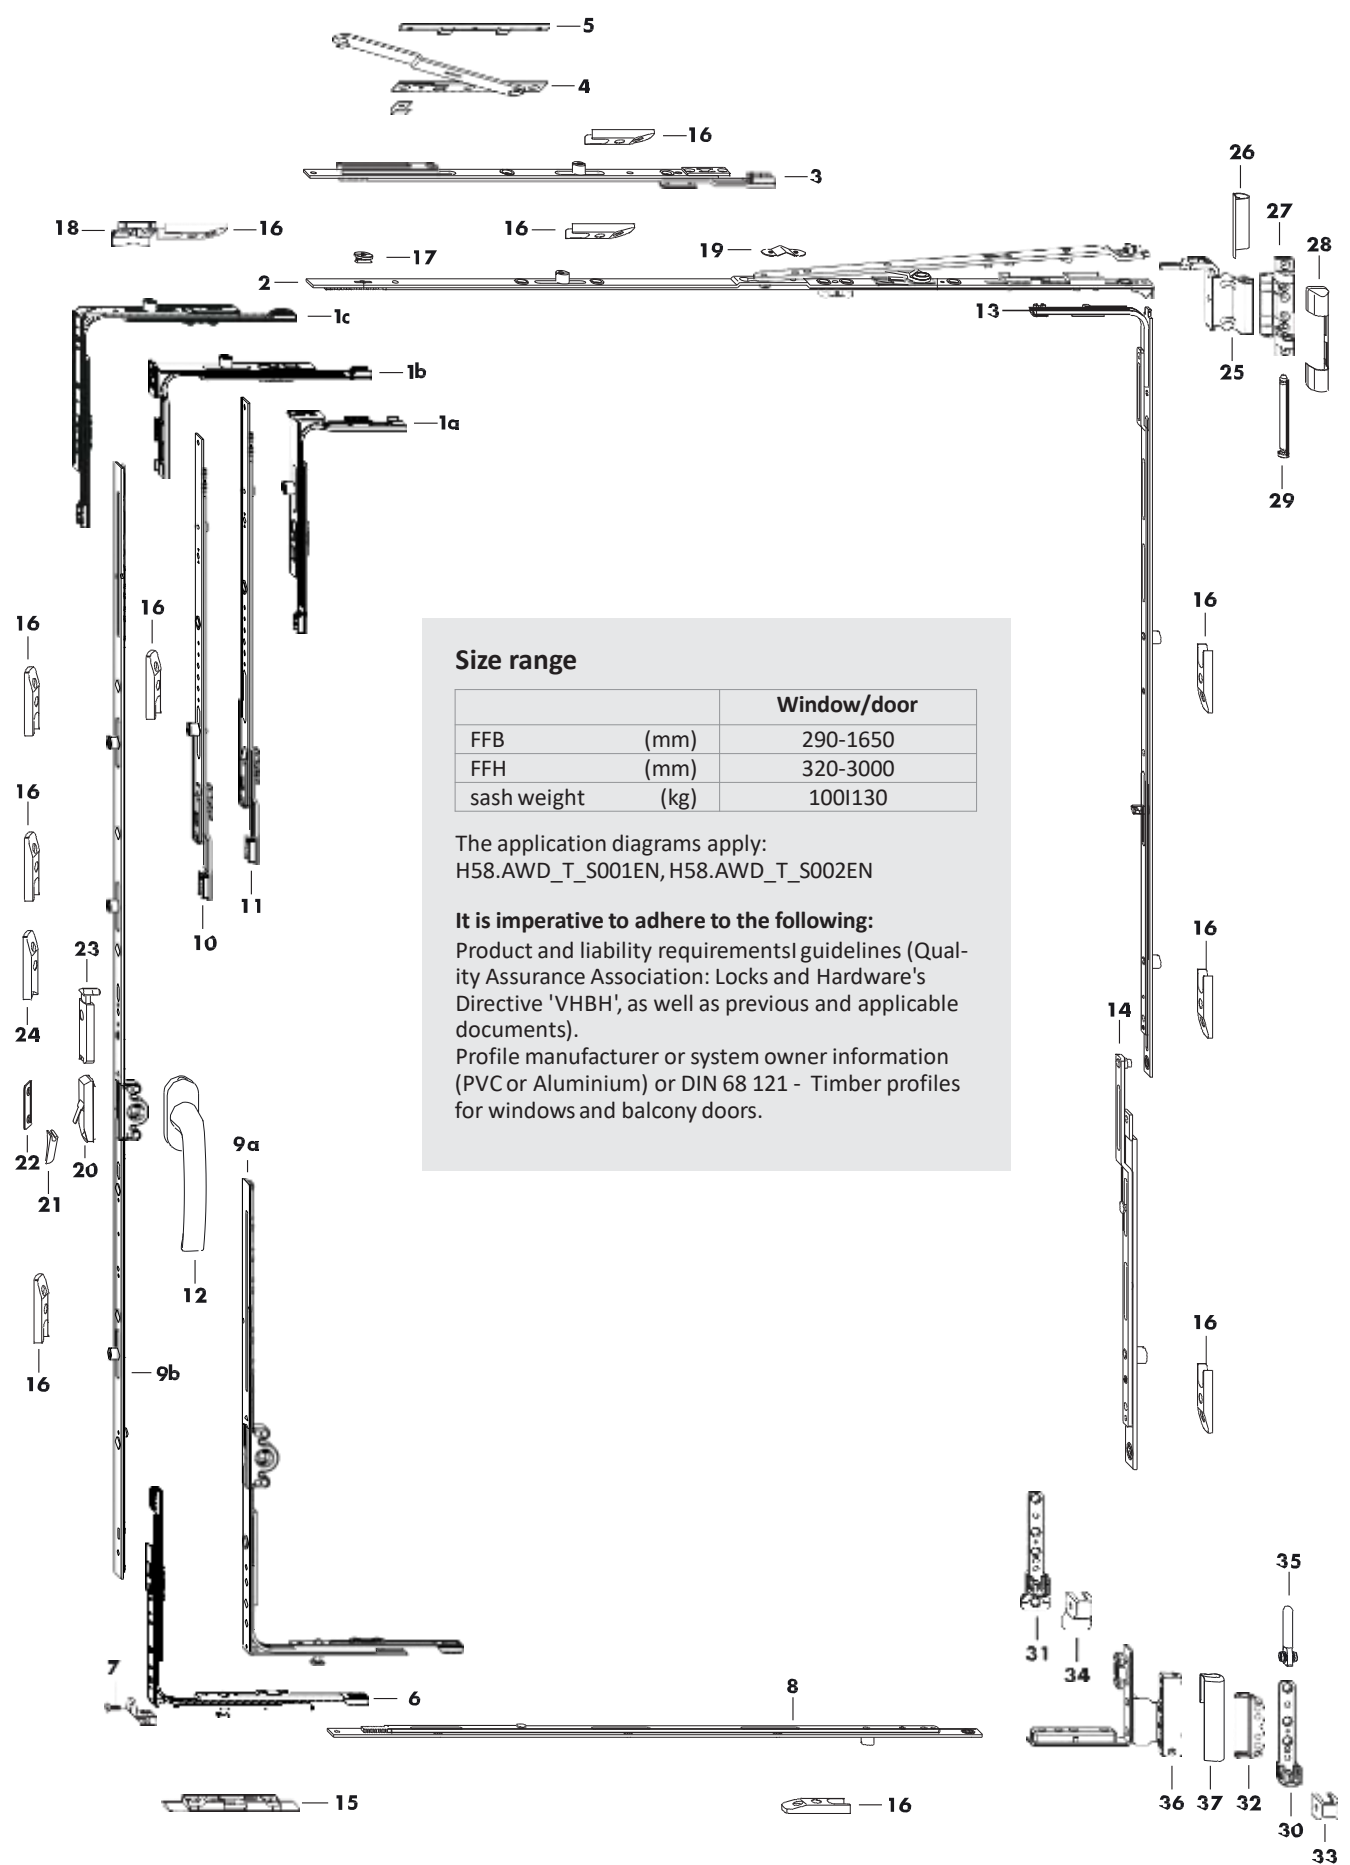 5
4
16
3
26
27
28
18
16
16
17
19
2
1c
13
1b
25
1a
29
16
16
16
Size range
Window/door
FFB (mm) 290-1650
FFH (mm) 320-3000
sash weight (kg) 100I130
The application diagrams apply:
H58.AWD_T_S001EN, H58.AWD_T_S002EN
It is imperative to adhere to the following:
Product and liability requirementsI guidelines (Qual-
ity Assurance Association: Locks and Hardware's
Directive 'VHBH', as well as previous and applicable
documents).
Profile manufacturer or system owner information
(PVC or Aluminium) or DIN 68 121 - Timber profiles
for windows and balcony doors.
16
11
10
23
16
24
14
22
20
21
9a
12
16
16
9b
35
31
34
7
6
8
15
16
36
37
32
30
33